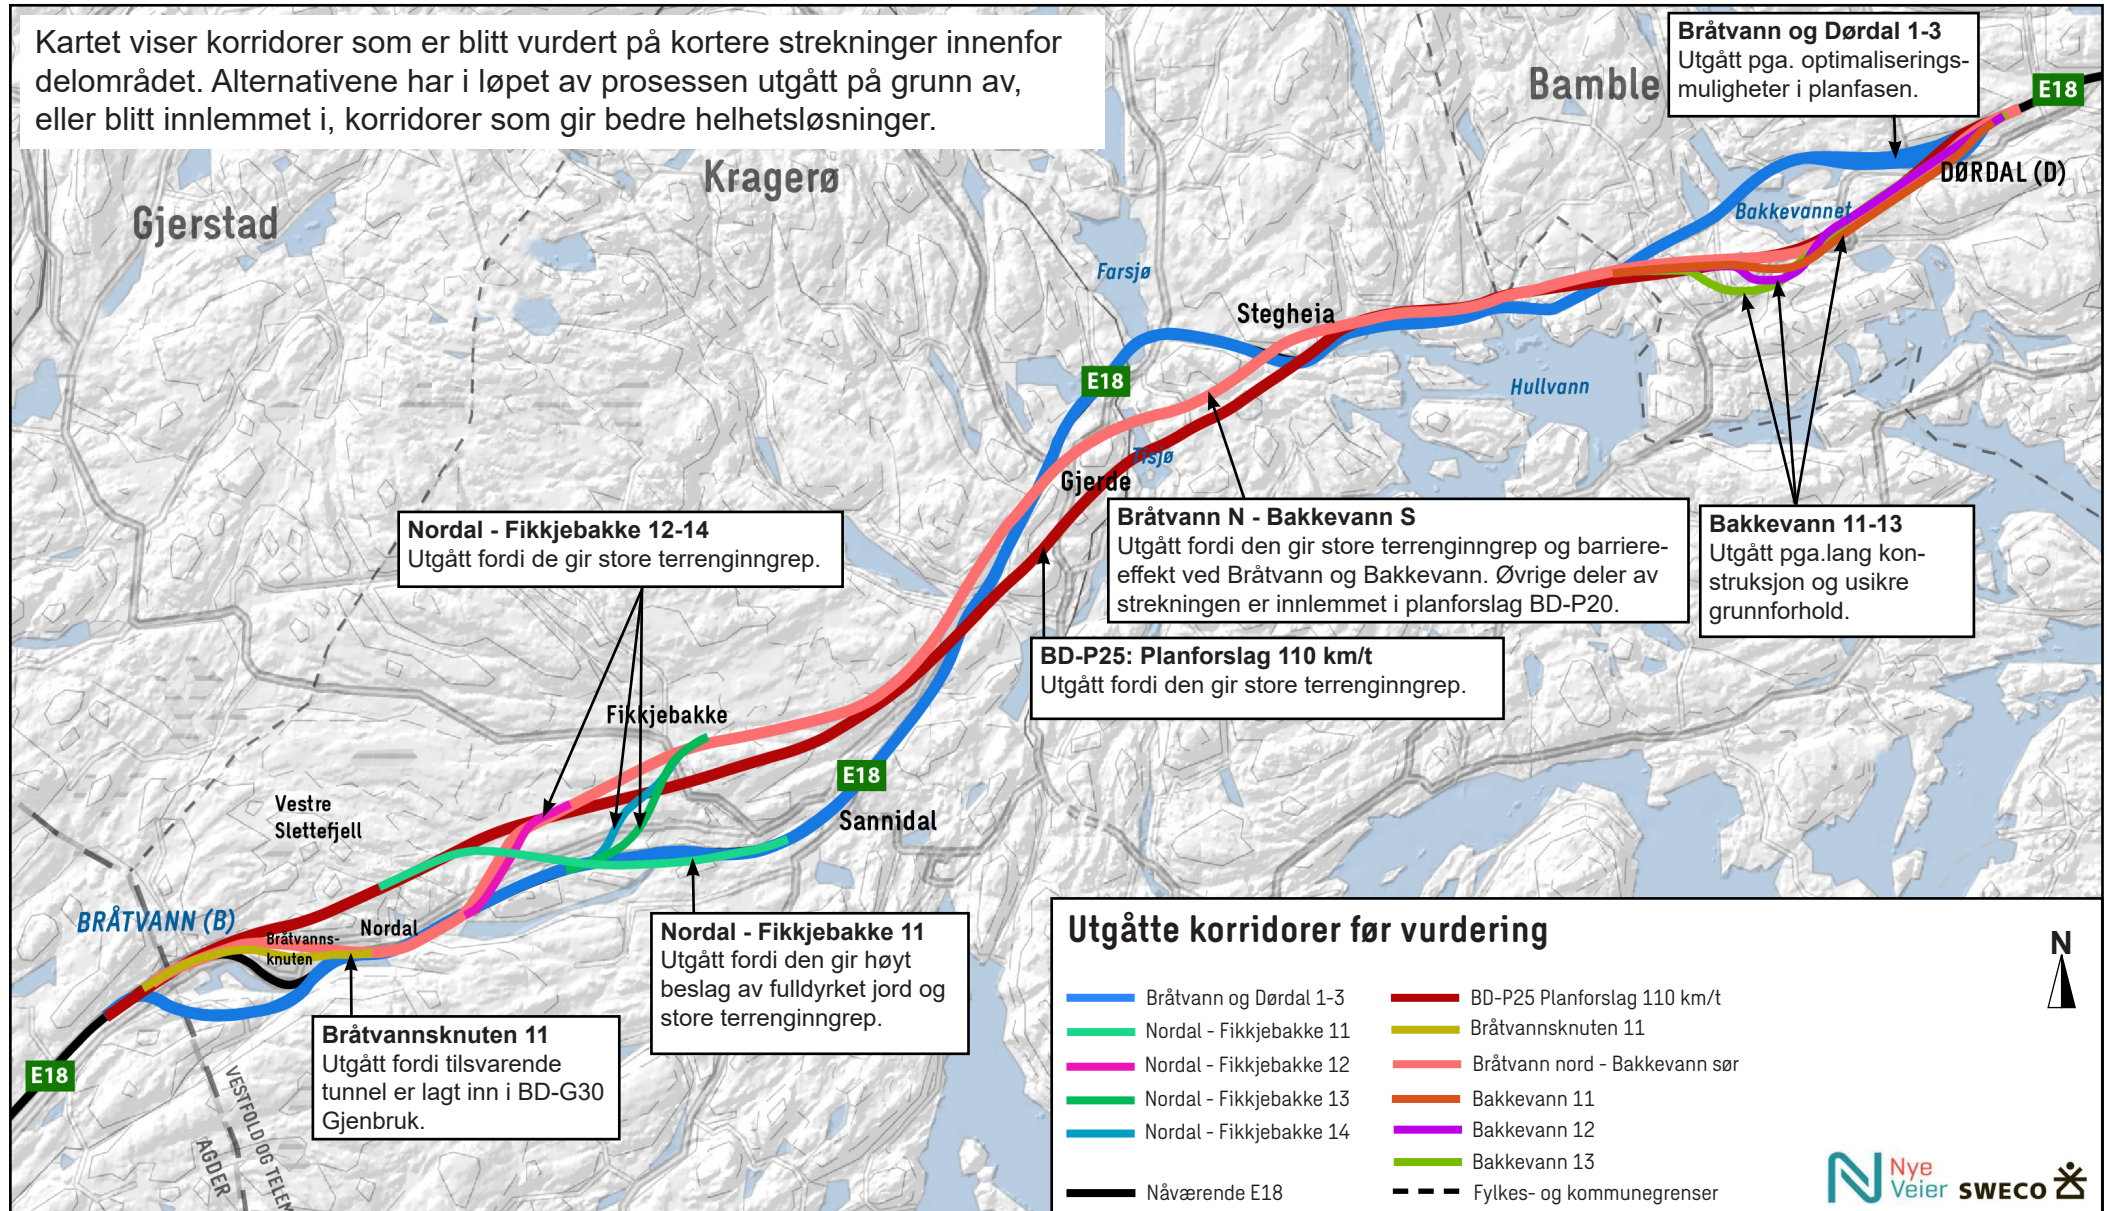 Kartet viser korridorer som er blitt vurdert på kortere strekninger innenfor
delområdet. Alternativene har i løpet av prosessen utgått på grunn av,
eller blitt innlemmet i, korridorer som gir bedre helhetsløsninger.
Bråtvann og Dørdal 1-3
Utgått pga. optimaliserings-
muligheter i planfasen.
Bamble
E18
Kragerø
Gjerstad
DØRDAL (D)
Bakkevannet
Farsjø
Stegheia
E18
Hullvann
Tisjø
Gjerde
Nordal - Fikkjebakke 12-14
Utgått fordi de gir store terrenginngrep.
Bråtvann N - Bakkevann S
Utgått fordi den gir store terrenginngrep og barriere-
effekt ved Bråtvann og Bakkevann. Øvrige deler av
strekningen er innlemmet i planforslag BD-P20.
Bakkevann 11-13
Utgått pga.lang kon-
struksjon og usikre
grunnforhold.
BD-P25: Planforslag 110 km/t
Utgått fordi den gir store terrenginngrep.
Fikkjebakke
E18
Sannidal
Vestre
Slettefjell
BRÅTVANN (B)
Bråtvanns-
knuten
Nordal
Nordal - Fikkjebakke 11
Utgått fordi den gir høyt
beslag av fulldyrket jord og
store terrenginngrep.
Bråtvannsknuten 11
Utgått fordi tilsvarende
tunnel er lagt inn i BD-G30
Gjenbruk.
E18
VESTFOLD OG TELEM
AGDER
Utgåtte korridorer før vurdering
N
Bråtvann og Dørdal 1-3
Nordal - Fikkjebakke 11
Nordal - Fikkjebakke 12
Nordal - Fikkjebakke 13
Nordal - Fikkjebakke 14
Nåværende E18
BD-P25 Planforslag 110 km/t
Bråtvannsknuten 11
Bråtvann nord - Bakkevann sør
Bakkevann 11
Bakkevann 12
Bakkevann 13
Fylkes- og kommunegrenser
Nye
Veier
SWECO